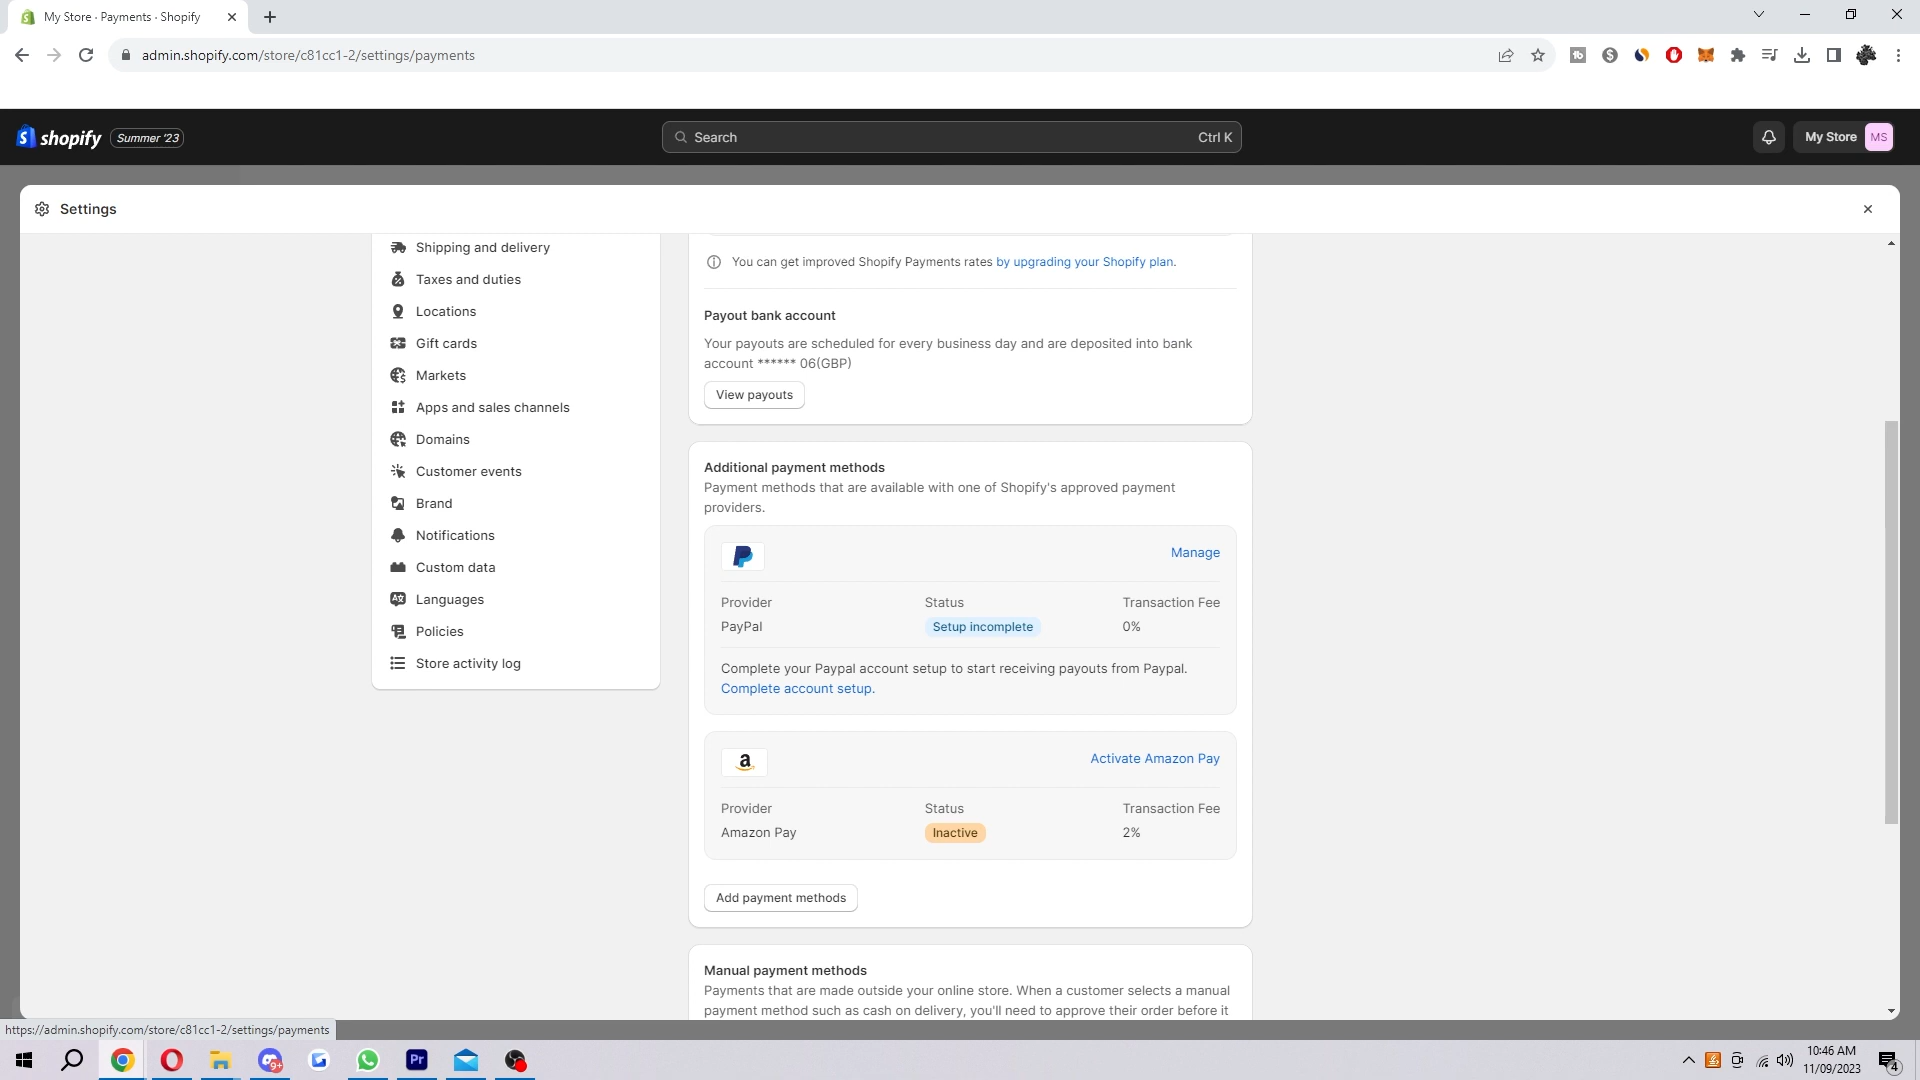 My Store · Payments · Shopify
admin.shopify.com/store/c81cc1-2/settings/payments
shopify
Summer '23
Search
Ctrl K
My Store
MS
Settings
Shipping and delivery
Taxes and duties
Locations
Gift cards
Markets
Apps and sales channels
Domains
Customer events
Brand
Notifications
Custom data
Languages
Policies
Store activity log
You can get improved Shopify Payments rates by upgrading your Shopify plan.
Payout bank account
Your payouts are scheduled for every business day and are deposited into bank
account ****** 06(GBP)
View payouts
Additional payment methods
Payment methods that are available with one of Shopify's approved payment
providers.
Manage
Provider Status Transaction Fee
PayPal Setup incomplete 0%
Complete your Paypal account setup to start receiving payouts from Paypal.
Complete account setup.
Activate Amazon Pay
Provider Status Transaction Fee
Amazon Pay Inactive 2%
Add payment methods
Manual payment methods
Payments that are made outside your online store. When a customer selects a manual
payment method such as cash on delivery, you'll need to approve their order before it
https://admin.shopify.com/store/c81cc1-2/settings/payments
9+
Pr
10:46 AM
11/09/2023
4